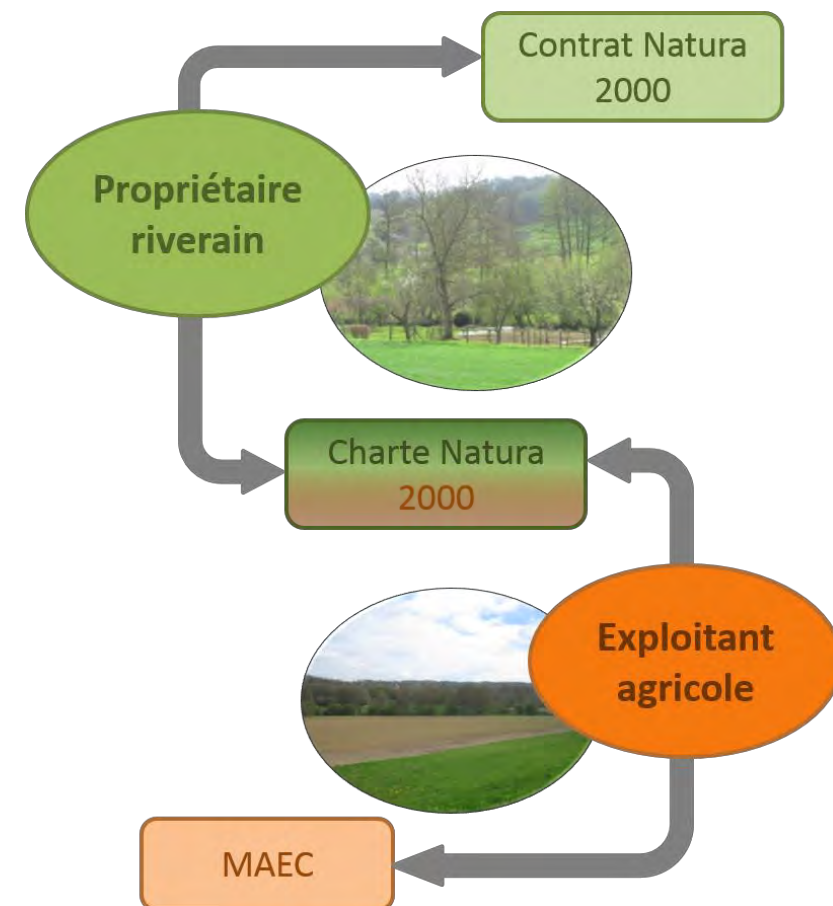 Contrat Natura
2000
Propriétaire
riverain
Charte Natura
2000
Exploitant
agricole
MAEC